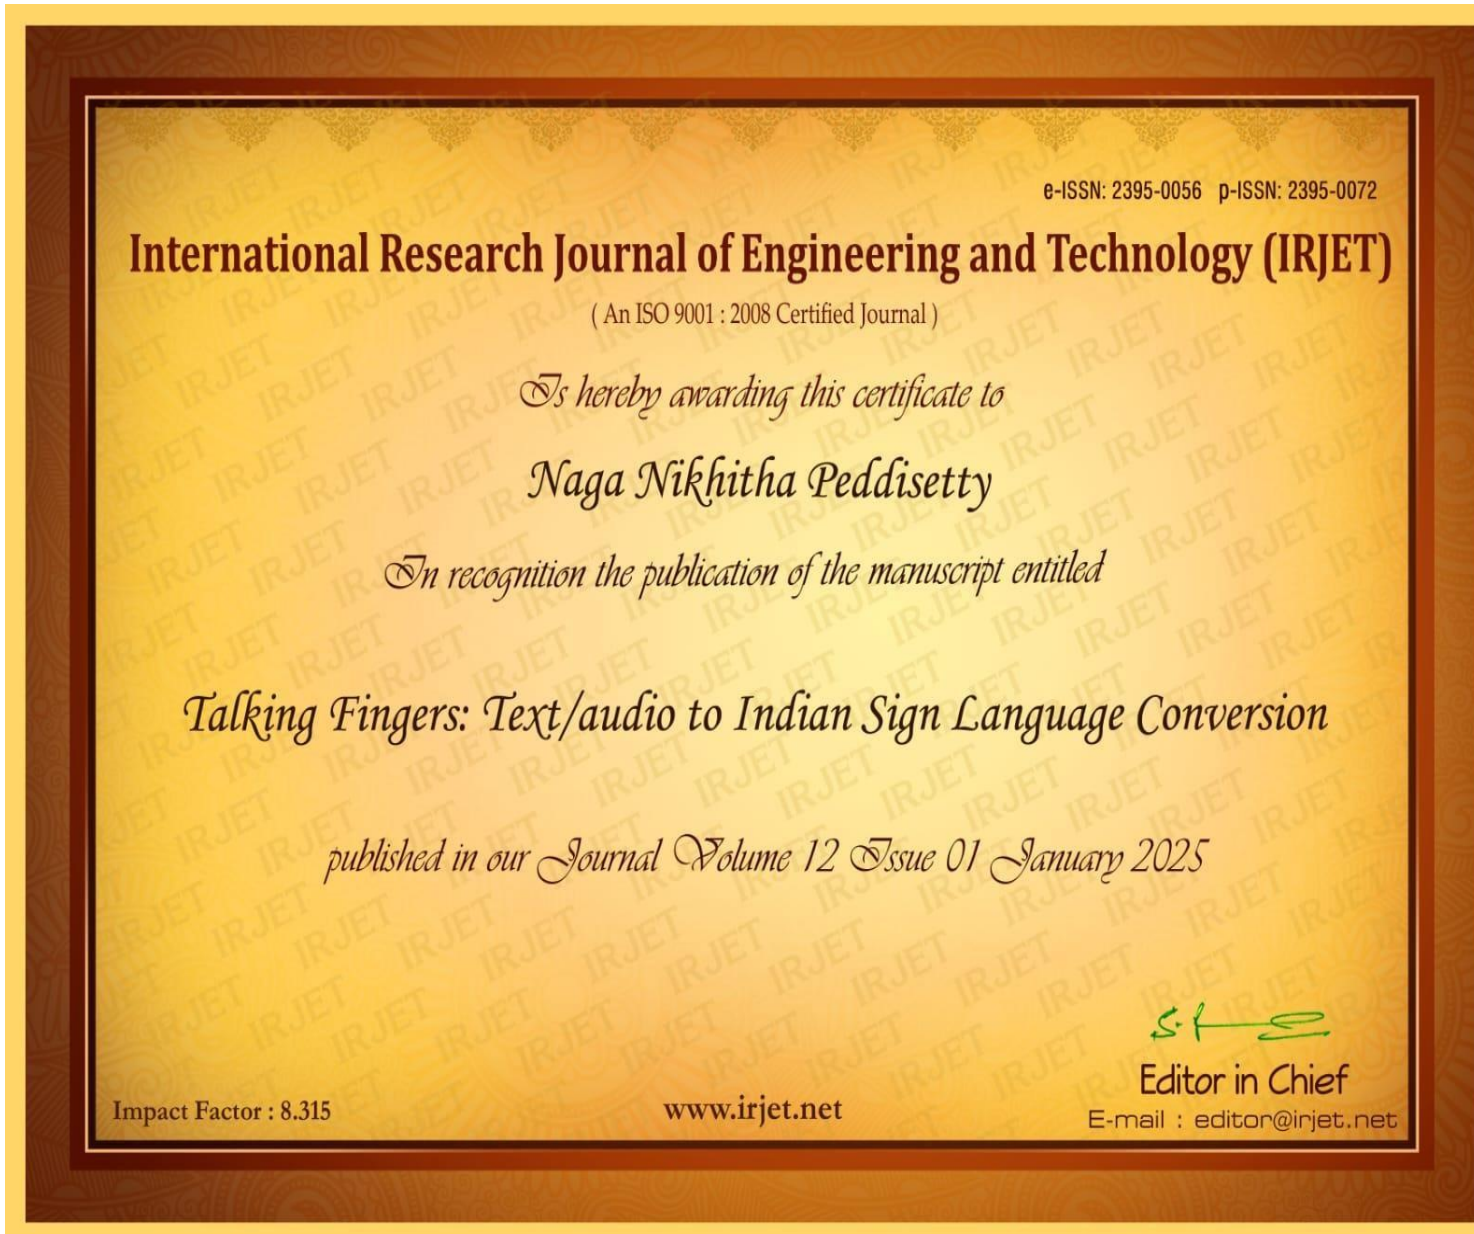 e-ISSN: 2395-0056 p-ISSN: 2395-0072
International Research Journal of Engineering and Technology (IRJET)
( An ISO 9001 : 2008 Certified Journal )
Is hereby awarding this certificate to
Naga Nikhitha Peddisetty
In recognition the publication of the manuscript entitled
Talking Fingers: Text/audio to Indian Sign Language Conversion
published in our Journal Volume 12 Issue 01 January 2025
Editor in Chief
Impact Factor : 8.315
www.irjet.net
E-mail : editor@irjet.net